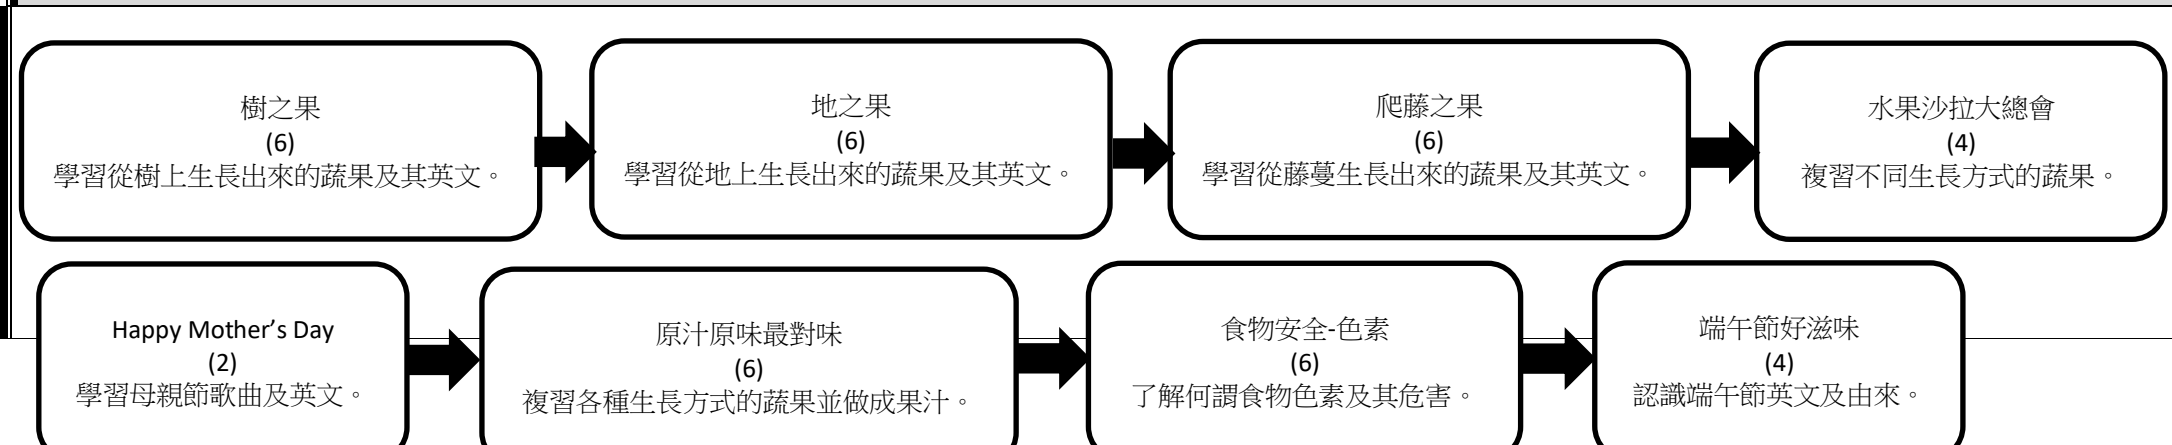 樹之果
(6)
學習從樹上生長出來的蔬果及其英文。
地之果
(6)
學習從地上生長出來的蔬果及其英文。
爬藤之果
(6)
學習從藤蔓生長出來的蔬果及其英文。
水果沙拉大總會
(4)
複習不同生長方式的蔬果。
Happy Mother’s Day
(2)
學習母親節歌曲及英文。
原汁原味最對味
(6)
複習各種生長方式的蔬果並做成果汁。
食物安全-色素
(6)
了解何謂食物色素及其危害。
端午節好滋味
(4)
認識端午節英文及由來。